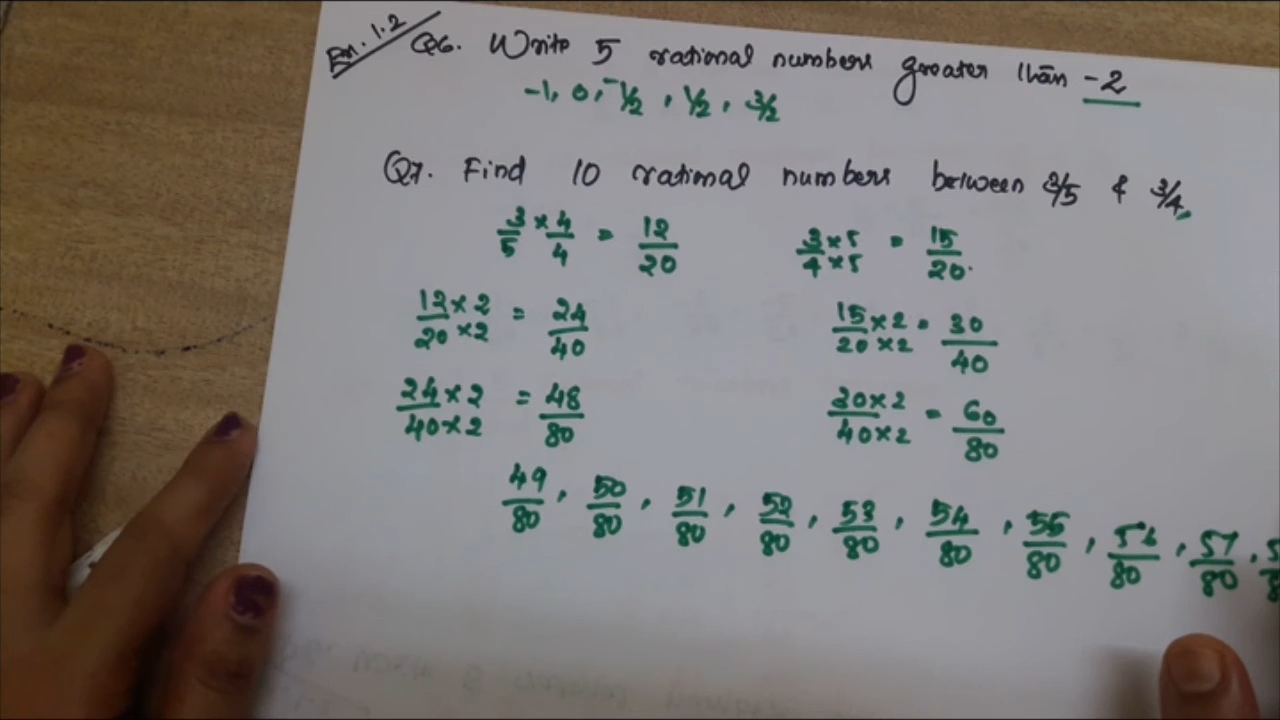 Ex. 1.2
Q6. Write 5 rational numbers greater than -2
-1, 0, -1/2, 1/2, 3/2
Q7. Find 10 rational numbers between 3/5 & 3/4
3/5 × 4/4 = 12/20 3×5/4×5 = 15/20.
12×2/20×2 = 24/40 15×2/20×2 = 30/40
24×2/40×2 = 48/80 30×2/40×2 = 60/80
49/80, 50/80, 51/80, 52/80, 53/80, 54/80, 55/80, 56/80, 57/80,